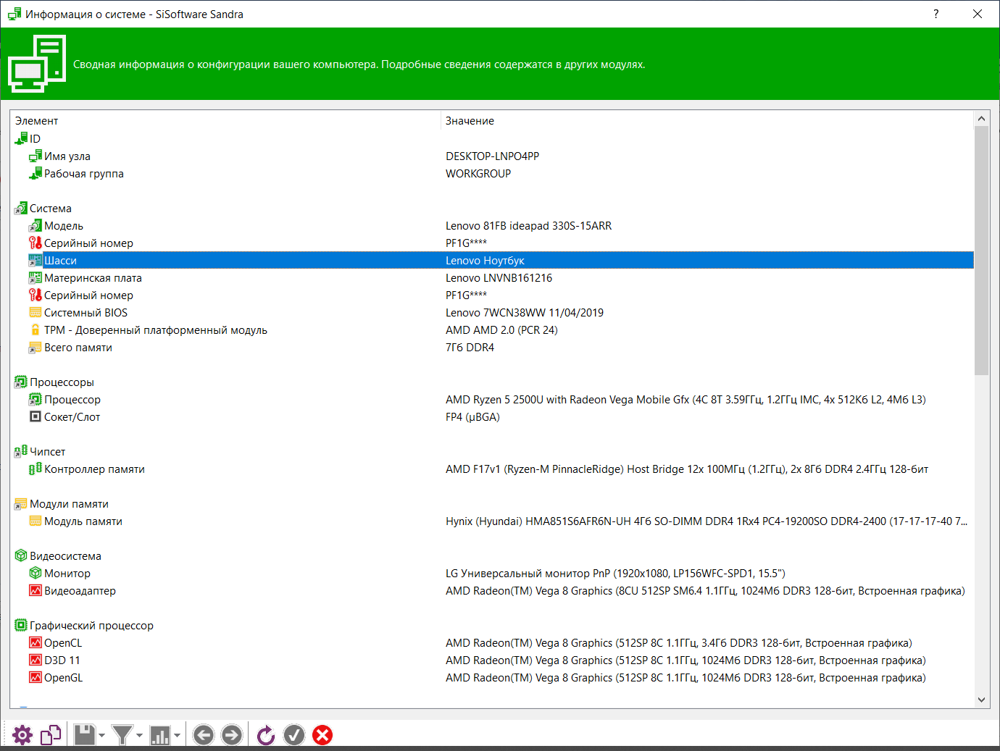 Информация о системе - SiSoftware Sandra
?
Сводная информация о конфигурации вашего компьютера. Подробные сведения содержатся в других модулях.
Элемент Значение
ID
Имя узла DESKTOP-LNPO4PP
Рабочая группа WORKGROUP
Система
Модель Lenovo 81FB ideapad 330S-15ARR
Серийный номер PF1G****
Шасси Lenovo Ноутбук
Материнская плата Lenovo LNVNB161216
Серийный номер PF1G****
Системный BIOS Lenovo 7WCN38WW 11/04/2019
TPM - Доверенный платформенный модуль AMD AMD 2.0 (PCR 24)
Всего памяти 7Гб DDR4
Процессоры
Процессор AMD Ryzen 5 2500U with Radeon Vega Mobile Gfx (4C 8T 3.59ГГц, 1.2ГГц IMC, 4x 512Кб L2, 4Мб L3)
Сокет/Слот FP4 (µBGA)
Чипсет
Контроллер памяти AMD F17v1 (Ryzen-M PinnacleRidge) Host Bridge 12x 100МГц (1.2ГГц), 2x 8Гб DDR4 2.4ГГц 128-бит
Модули памяти
Модуль памяти Hynix (Hyundai) HMA851S6AFR6N-UH 4Гб SO-DIMM DDR4 1Rx4 PC4-19200SO DDR4-2400 (17-17-17-40 7...
Видеосистема
Монитор LG Универсальный монитор PnP (1920x1080, LP156WFC-SPD1, 15.5")
Видеоадаптер AMD Radeon(TM) Vega 8 Graphics (8CU 512SP SM6.4 1.1ГГц, 1024Мб DDR3 128-бит, Встроенная графика)
Графический процессор
OpenCL AMD Radeon(TM) Vega 8 Graphics (512SP 8C 1.1ГГц, 3.4Гб DDR3 128-бит, Встроенная графика)
D3D 11 AMD Radeon(TM) Vega 8 Graphics (512SP 8C 1.1ГГц, 1024Мб DDR3 128-бит, Встроенная графика)
OpenGL AMD Radeon(TM) Vega 8 Graphics (512SP 8C 1.1ГГц, 1024Мб DDR3 128-бит, Встроенная графика)